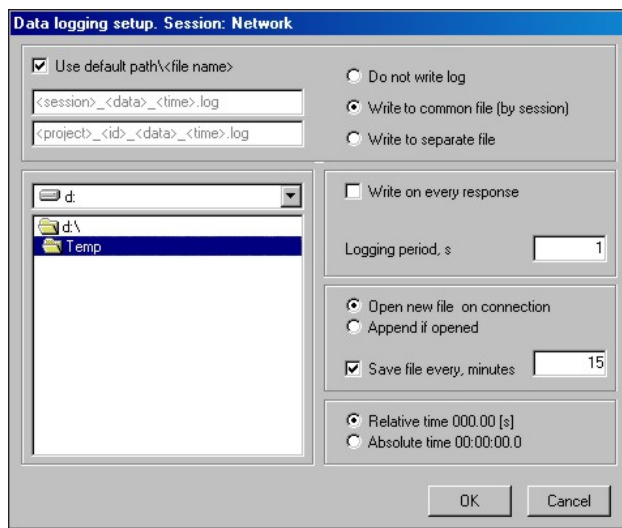 Data logging setup. Session: Network
Use default path\<file name>
<session>_<data>_<time>.log
<project>_<id>_<data>_<time>.log
Do not write log
Write to common file (by session)
Write to separate file
d:
d:\
Temp
Write on every response
Logging period, s 1
Open new file on connection
Append if opened
Save file every, minutes 15
Relative time 000.00 [s]
Absolute time 00:00:00.0
OK Cancel